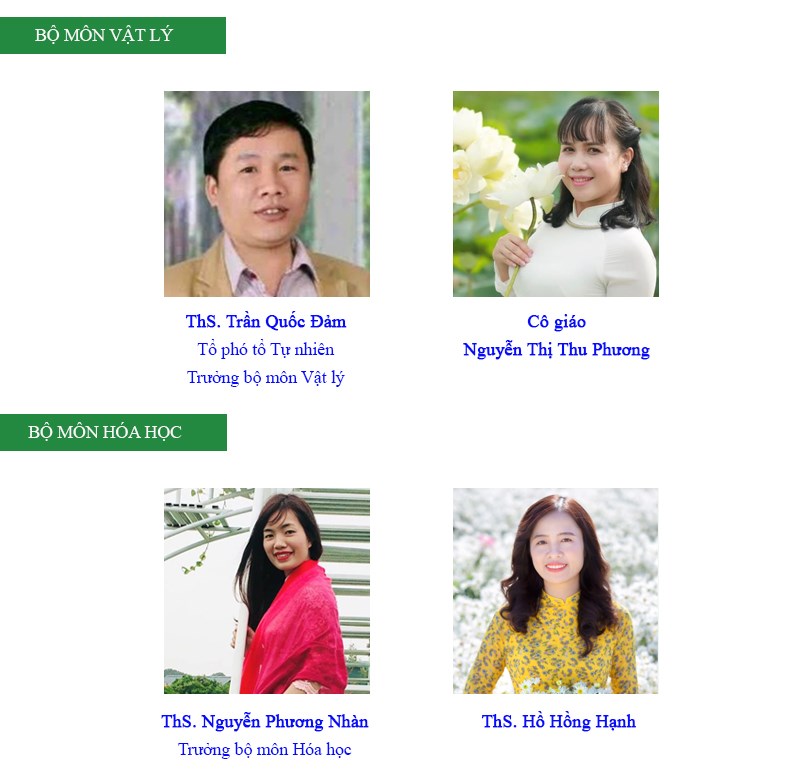 BỘ MÔN VẬT LÝ
ThS. Trần Quốc Đảm
Tổ phó tổ Tự nhiên
Trưởng bộ môn Vật lý
Cô giáo
Nguyễn Thị Thu Phương
BỘ MÔN HÓA HỌC
ThS. Nguyễn Phương Nhàn
Trưởng bộ môn Hóa học
ThS. Hồ Hồng Hạnh